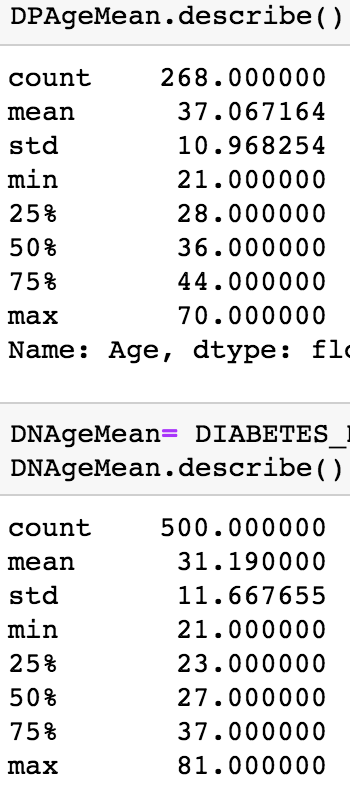 DPAgeMean.describe()
count 268.000000
mean 37.067164
std 10.968254
min 21.000000
25% 28.000000
50% 36.000000
75% 44.000000
max 70.000000
Name: Age, dtype: flo
DNAgeMean= DIABETES_
DNAgeMean.describe()
count 500.000000
mean 31.190000
std 11.667655
min 21.000000
25% 23.000000
50% 27.000000
75% 37.000000
max 81.000000